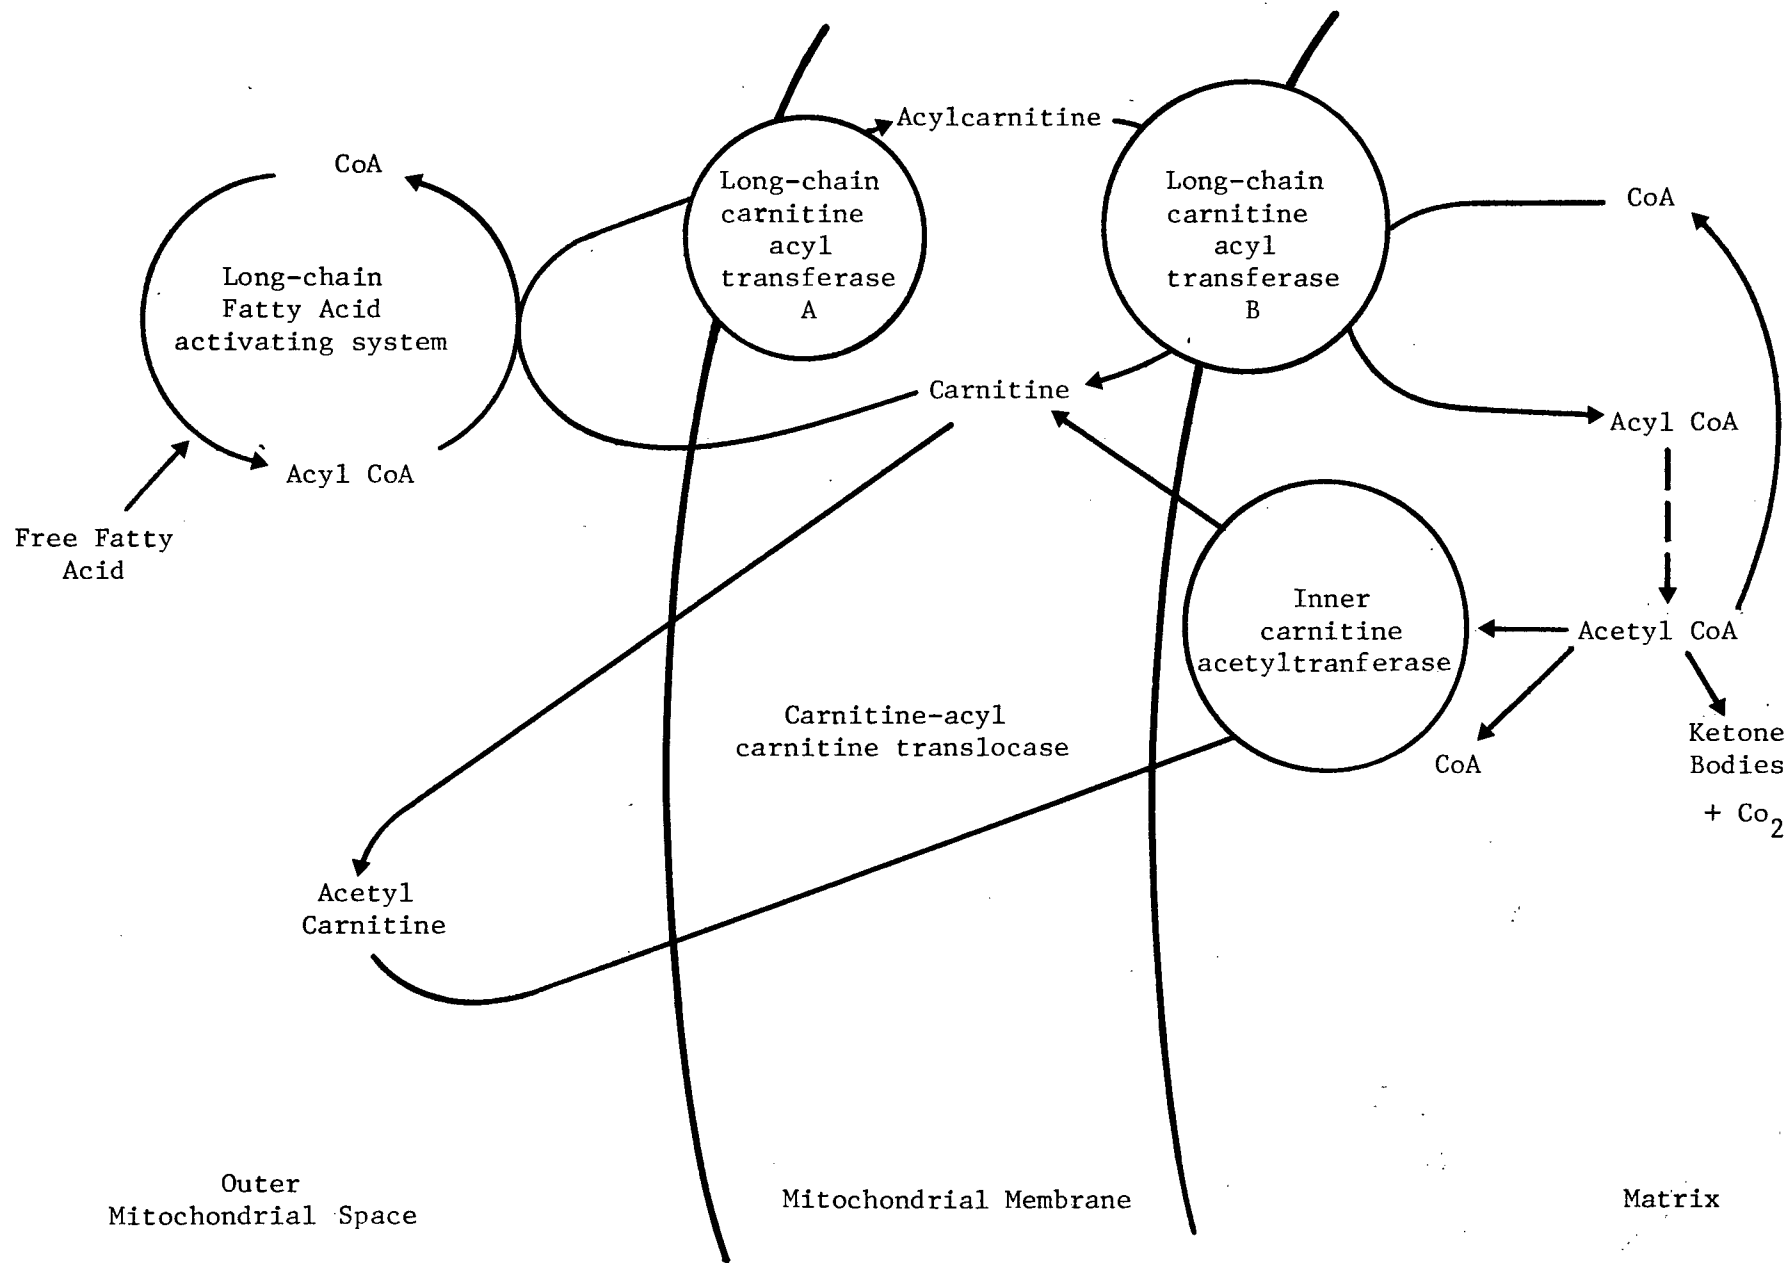 Acylcarnitine
CoA
Long-chain
carnitine
acyl
transferase
A
Long-chain
carnitine
acyl
transferase
B
CoA
Long-chain
Fatty Acid
activating system
Carnitine
Acyl CoA
Acyl CoA
Free Fatty
Acid
Inner
carnitine
acetyltranferase
Acetyl CoA
Carnitine-acyl
carnitine translocase
CoA
Ketone
Bodies
+ Co2
Acetyl
Carnitine
Outer
Mitochondrial Space
Mitochondrial Membrane
Matrix